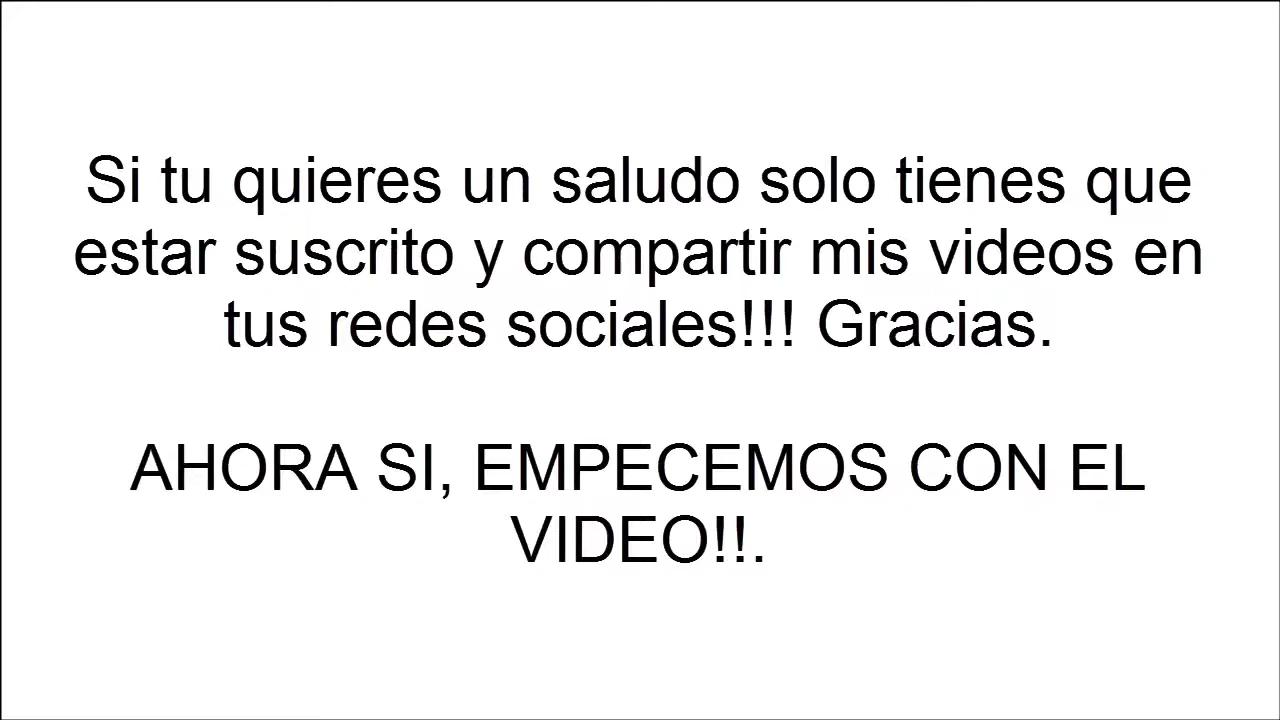 Si tu quieres un saludo solo tienes que
estar suscrito y compartir mis videos en
tus redes sociales!!! Gracias.
AHORA SI, EMPECEMOS CON EL
VIDEO!!.